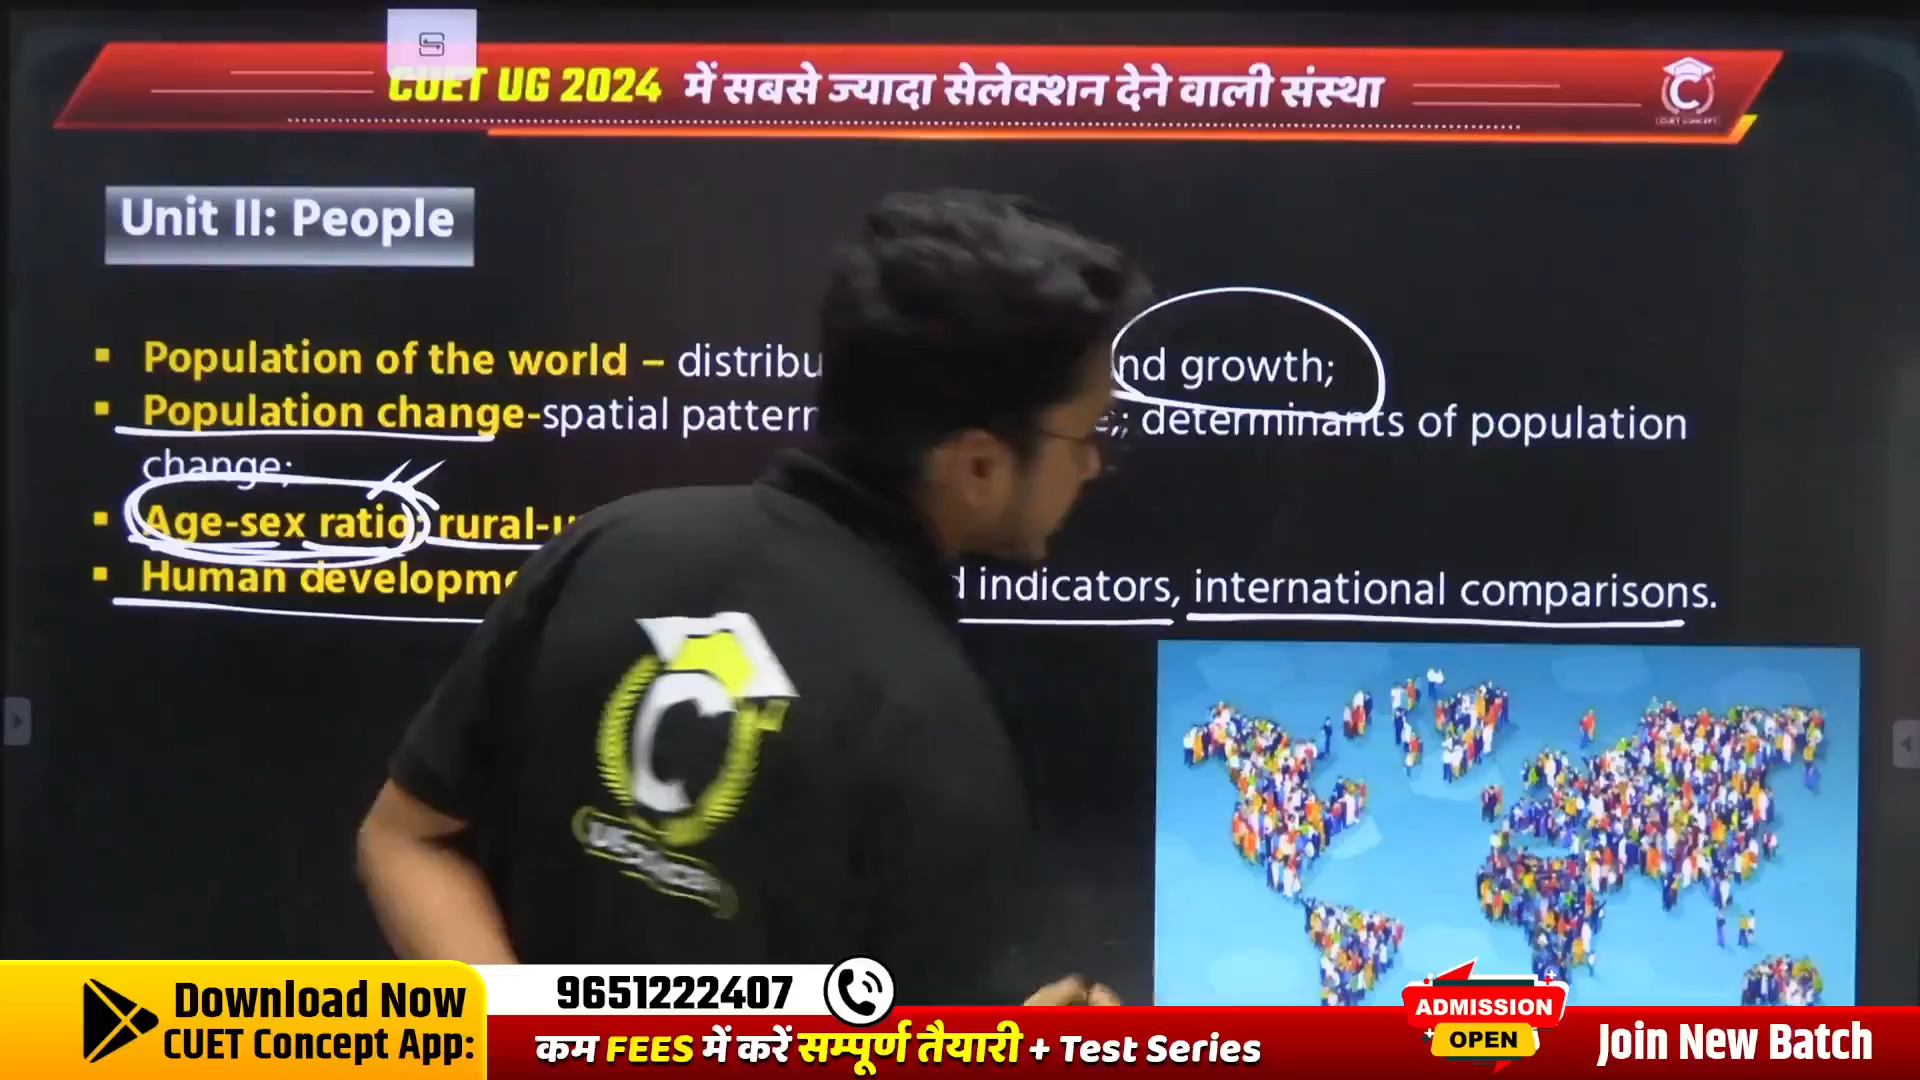 CUET UG 2024 में सबसे ज्यादा सेलेक्शन देने वाली संस्था
Unit II: People
Population of the world – distribu nd growth;
Population change-spatial pattern ; determinants of population
change;
Age-sex ratio; rural-u
Human developme d indicators, international comparisons.
C
Download Now
CUET Concept App:
9651222407
कम FEES में करें सम्पूर्ण तैयारी + Test Series
ADMISSION
OPEN
Join New Batch